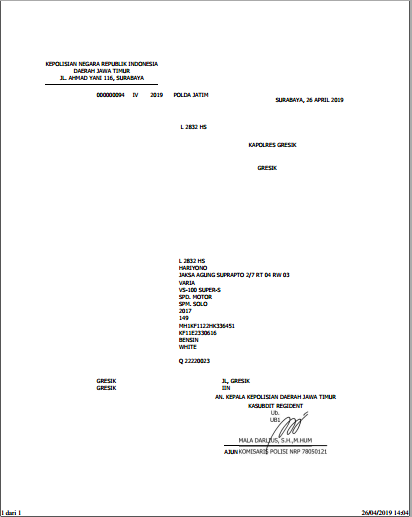 KEPOLISIAN NEGARA REPUBLIK INDONESIA
DAERAH JAWA TIMUR
JL. AHMAD YANI 116, SURABAYA
000000094 IV 2019 POLDA JATIM
SURABAYA, 26 APRIL 2019
L 2832 HS
KAPOLRES GRESIK
GRESIK
L 2832 HS
HARIYONO
JAKSA AGUNG SUPRAPTO 2/7 RT 04 RW 03
VARIA
VS-100 SUPER-S
SPD. MOTOR
SPM. SOLO
2017
149
MH1KF1122HK336451
KF11E2330616
BENSIN
WHITE
Q 22220023
GRESIK JL, GRESIK
GRESIK IIN
AN. KEPALA KEPOLISIAN DAERAH JAWA TIMUR
KASUBDIT REGIDENT
Ub.
UB1
MALA DARLIUS, S.H.,M.HUM
AJUN KOMISARIS POLISI NRP 78050121
1 dari 1 26/04/2019 14:04